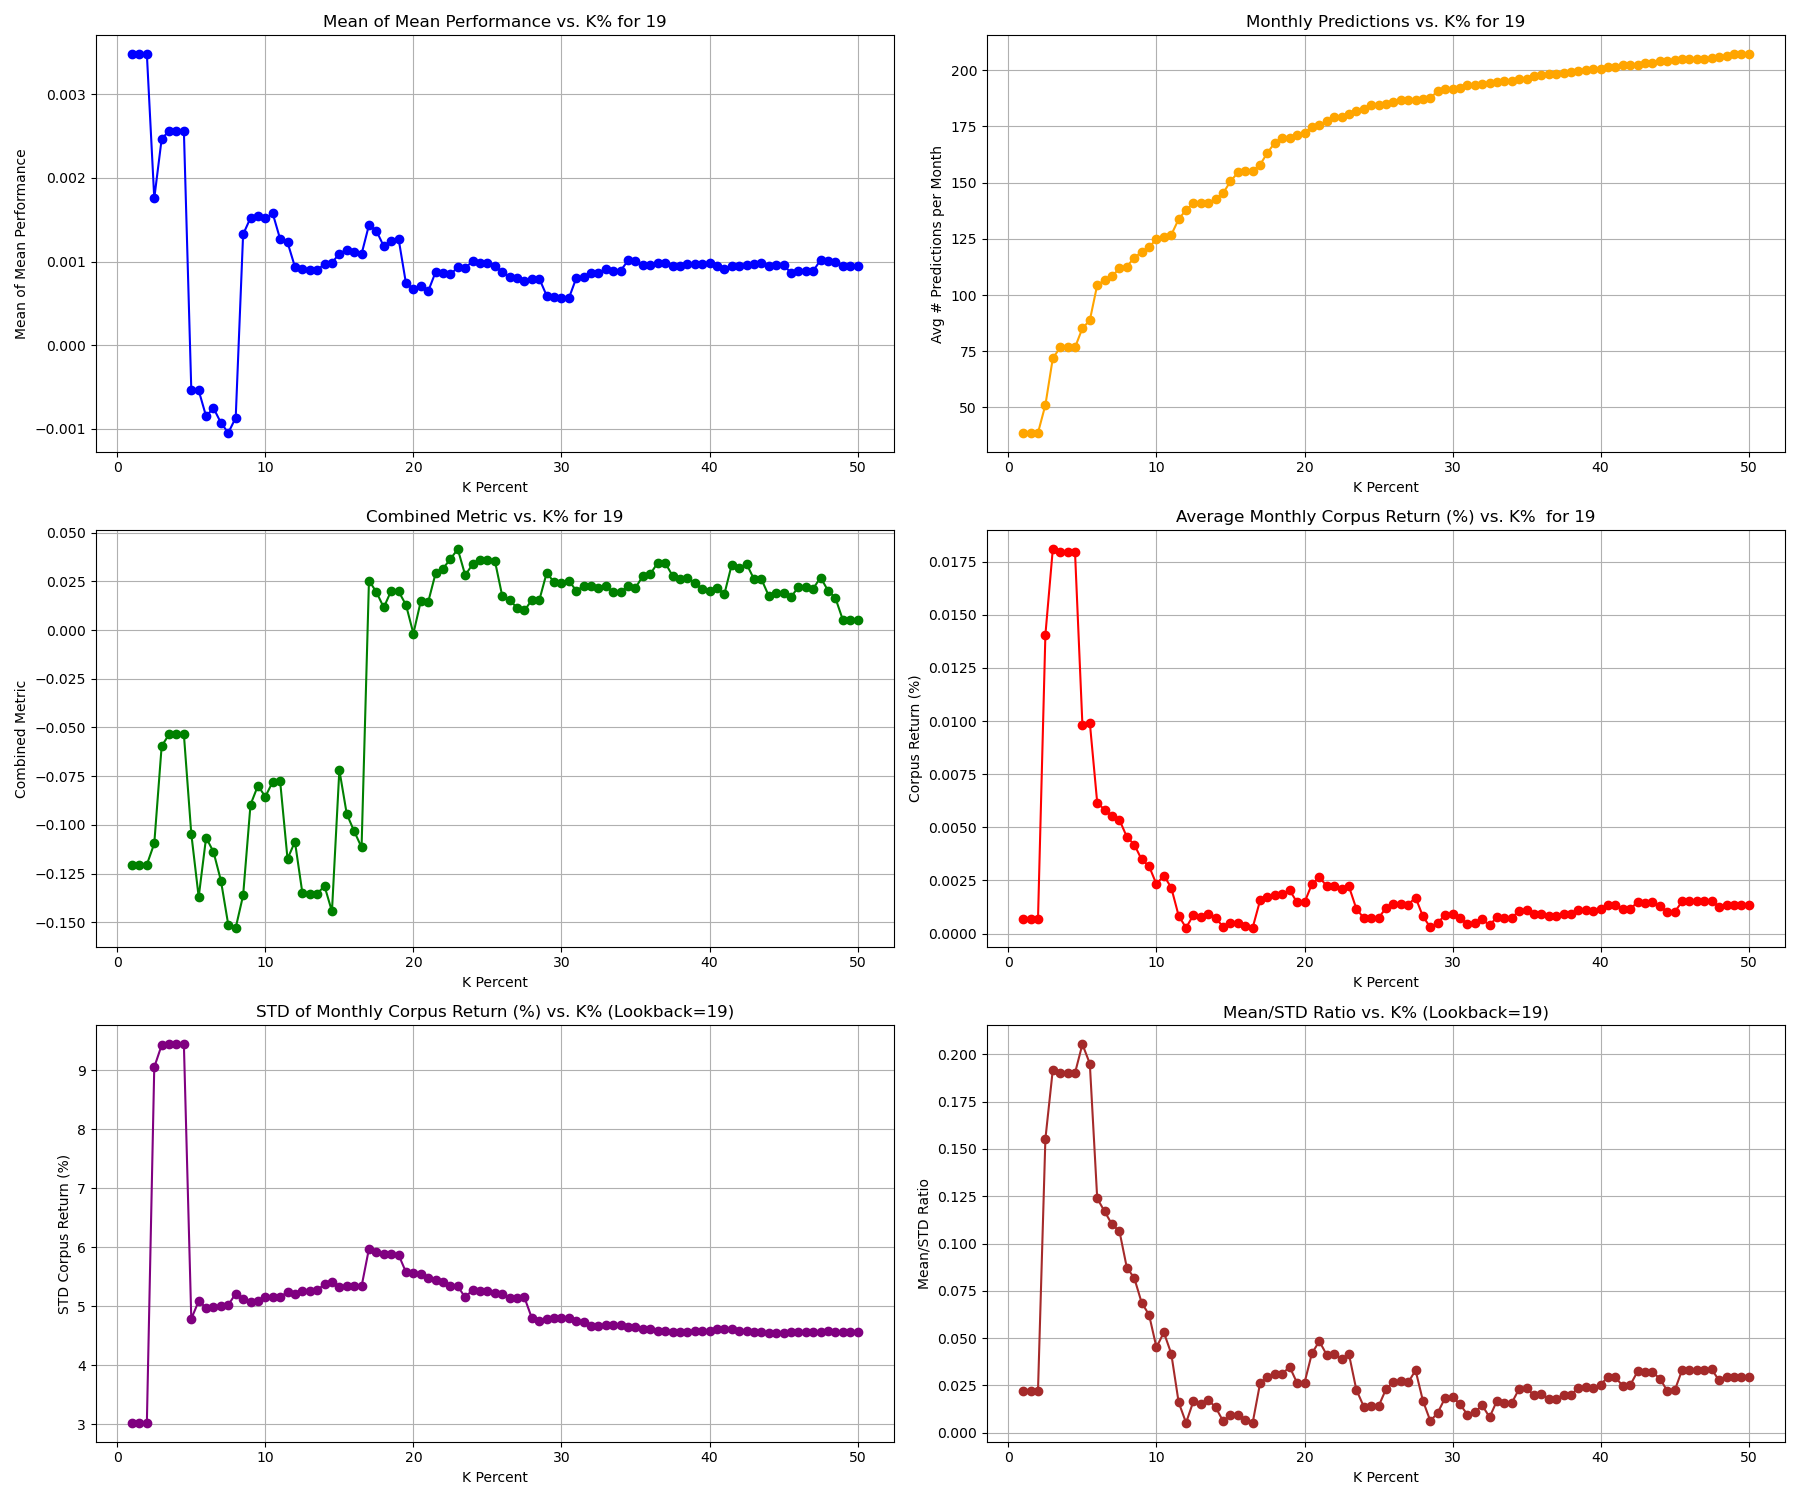 Mean of Mean Performance vs. K% for 19
Mean of Mean Performance
0.003
0.002
0.001
0.000
−0.001
0 10 20 30 40 50
K Percent
Monthly Predictions vs. K% for 19
Avg # Predictions per Month
200
175
150
125
100
75
50
0 10 20 30 40 50
K Percent
Combined Metric vs. K% for 19
Combined Metric
0.050
0.025
0.000
−0.025
−0.050
−0.075
−0.100
−0.125
−0.150
0 10 20 30 40 50
K Percent
Average Monthly Corpus Return (%) vs. K%  for 19
Corpus Return (%)
0.0175
0.0150
0.0125
0.0100
0.0075
0.0050
0.0025
0.0000
0 10 20 30 40 50
K Percent
STD of Monthly Corpus Return (%) vs. K% (Lookback=19)
STD Corpus Return (%)
9
8
7
6
5
4
3
0 10 20 30 40 50
K Percent
Mean/STD Ratio vs. K% (Lookback=19)
Mean/STD Ratio
0.200
0.175
0.150
0.125
0.100
0.075
0.050
0.025
0.000
0 10 20 30 40 50
K Percent